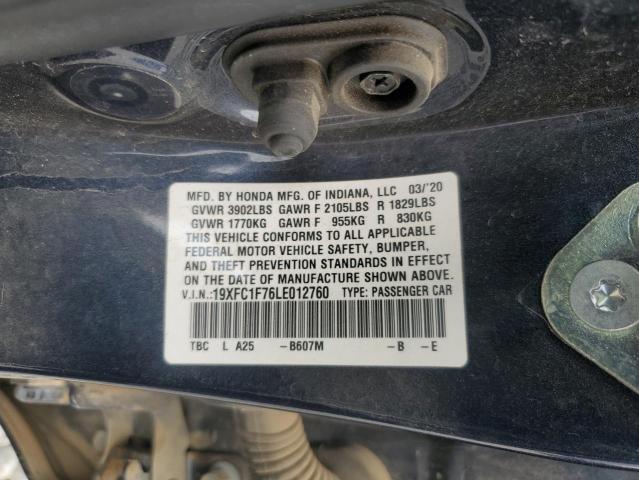 MFD. BY HONDA MFG. OF INDIANA, LLC 03/'20
GVWR 3902LBS GAWR F 2105LBS R 1829LBS
GVWR 1770KG GAWR F 955KG R 830KG
THIS VEHICLE CONFORMS TO ALL APPLICABLE
FEDERAL MOTOR VEHICLE SAFETY, BUMPER,
AND THEFT PREVENTION STANDARDS IN EFFECT
ON THE DATE OF MANUFACTURE SHOWN ABOVE.
V.I.N.:19XFC1F76LE012760 TYPE: PASSENGER CAR
TBC L A25 -B607M -B -E